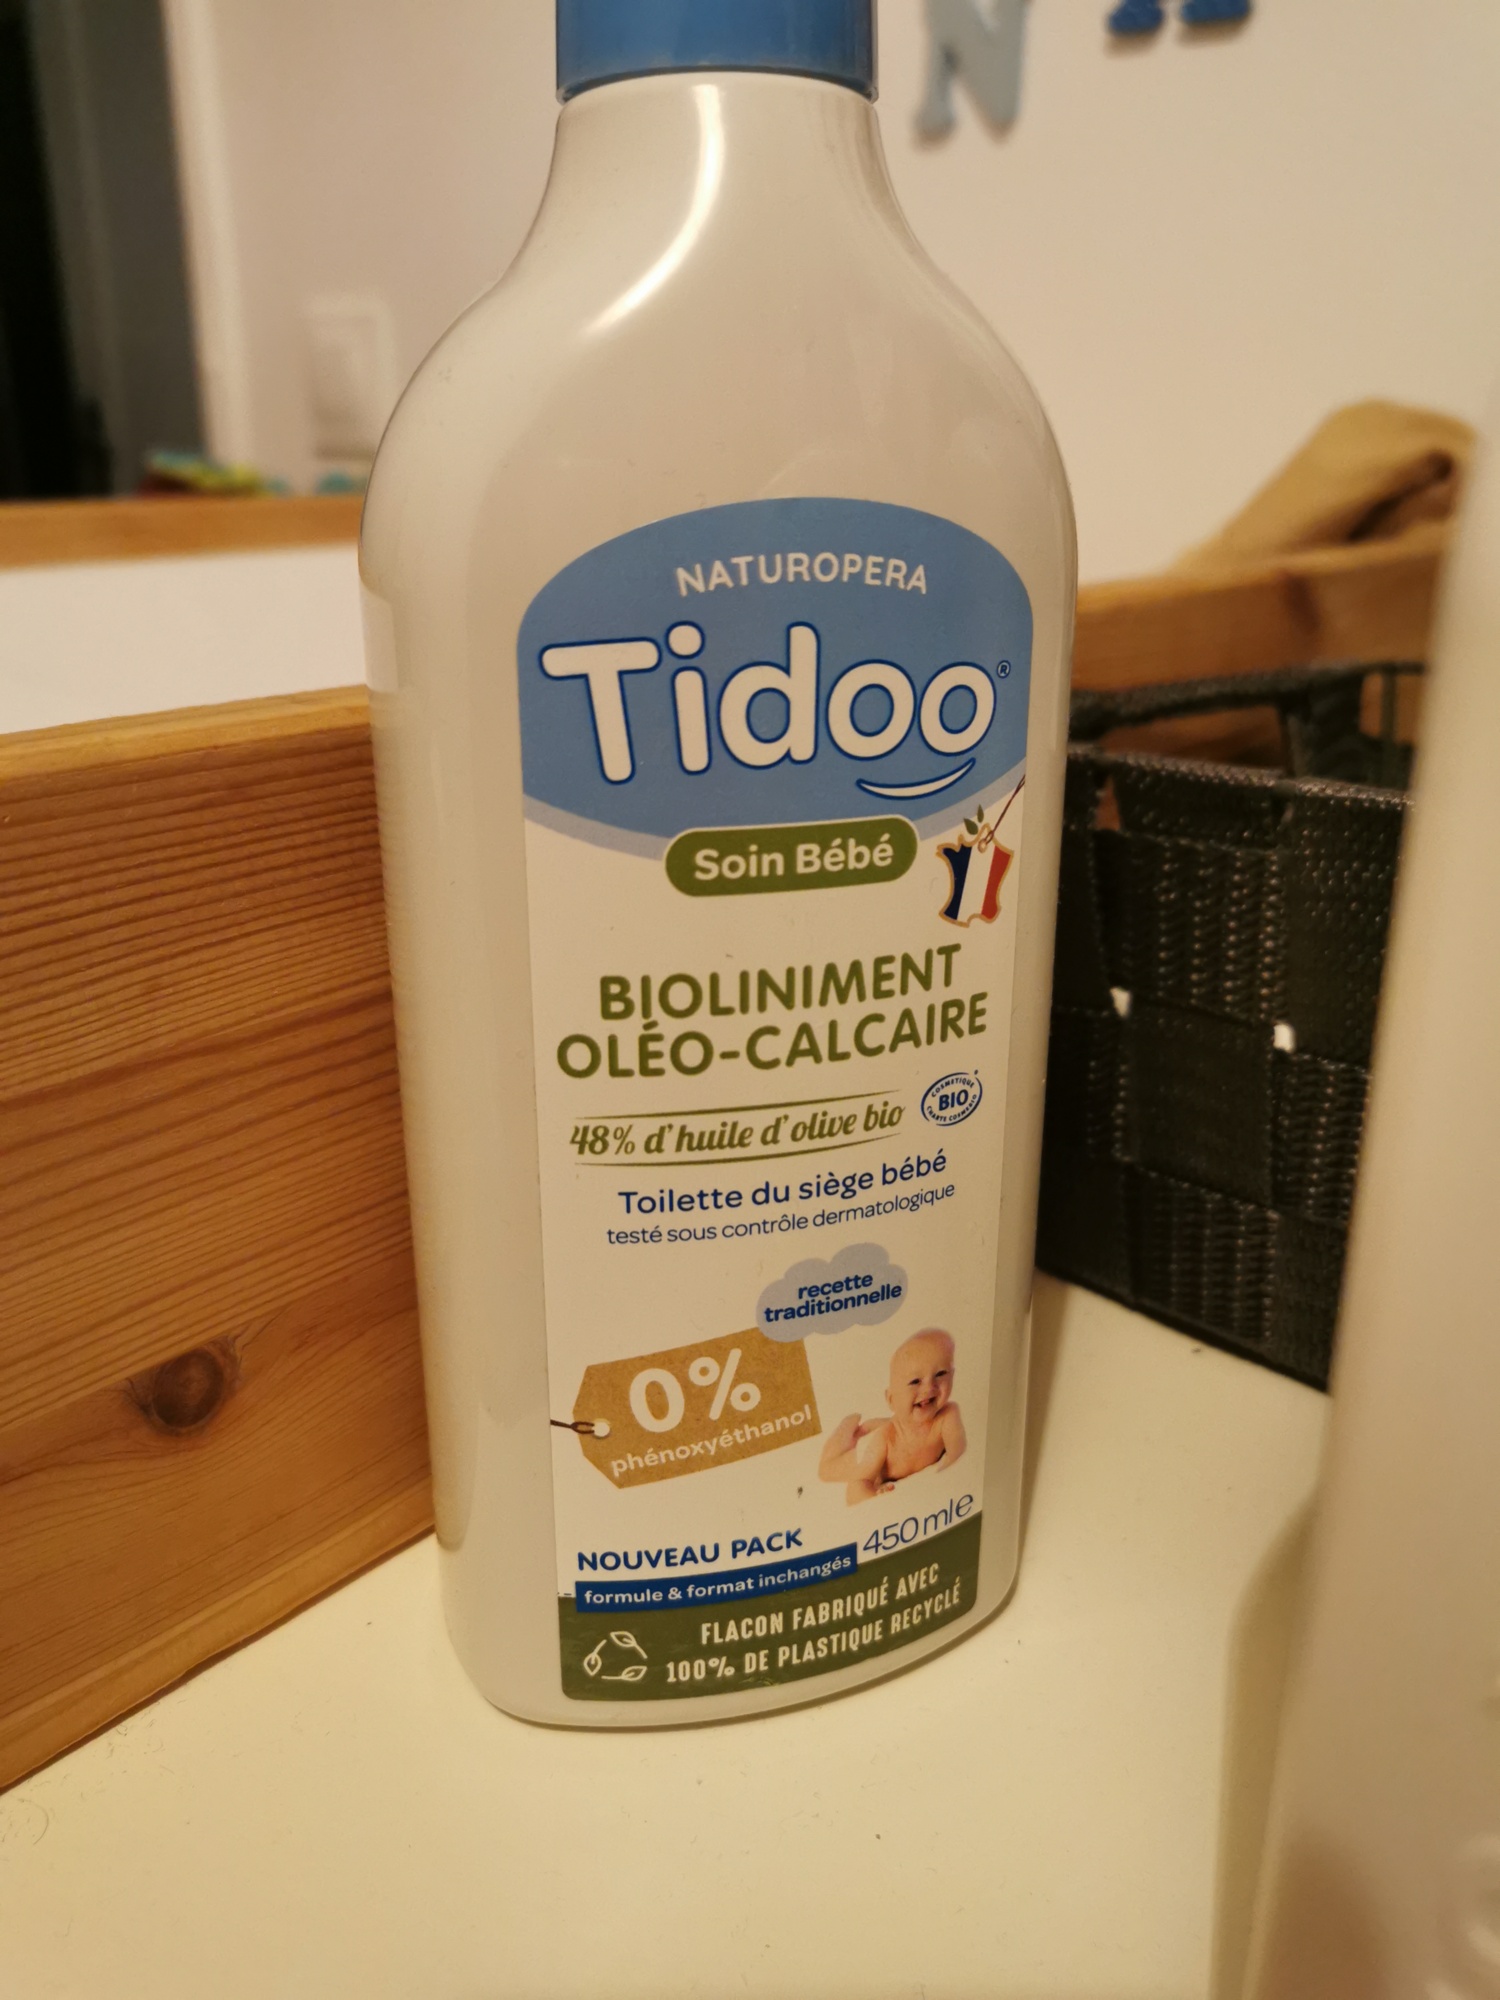 NATUROPERA
Tidoo®
Soin Bébé
BIOLINIMENT
OLÉO-CALCAIRE
48% d'huile d'olive bio
COSMETIQUE
BIO
CHARTE COSMEBIO
Toilette du siège bébé
testé sous contrôle dermatologique
recette
traditionnelle
0%
phénoxyéthanol
NOUVEAU PACK
450 ml e
formule & format inchangés
FLACON FABRIQUÉ AVEC
100% DE PLASTIQUE RECYCLÉ
N